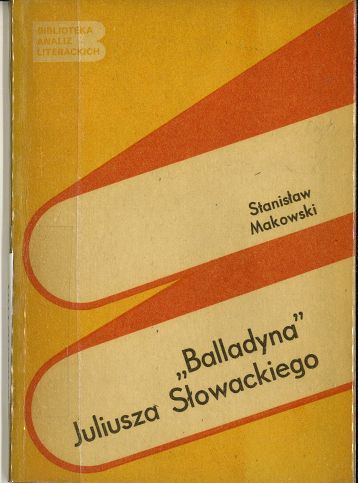 BIBLIOTEKA
ANALIZ
LITERACKICH
Stanisław
Makowski
„Balladyna”
Juliusza Słowackiego